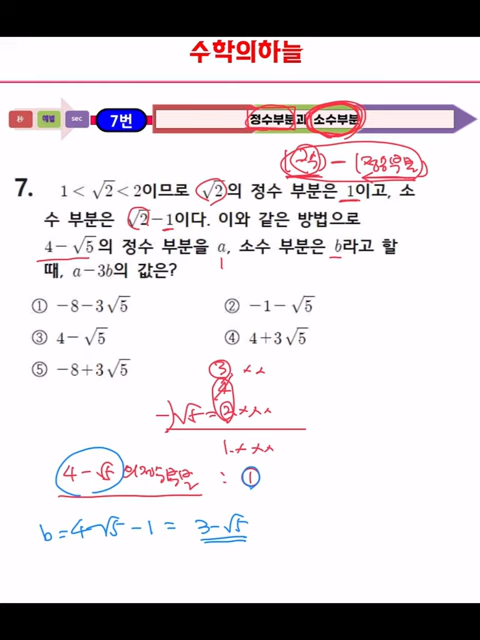 수학의하늘
sec
7번
정수부분과 소수부분
7. 1 < √2 < 2이므로 √2의 정수 부분은 1이고, 소
수 부분은 √2 − 1이다. 이와 같은 방법으로
4 − √5의 정수 부분을 a, 소수 부분은 b라고 할
1
때, a − 3b의 값은?
① −8 − 3√5
② −1 − √5
③ 4 − √5
④ 4 + 3√5
⑤ −8 + 3√5
4 − √5 의 정수부분 : 1
b = 4 − √5 − 1 = 3 − √5